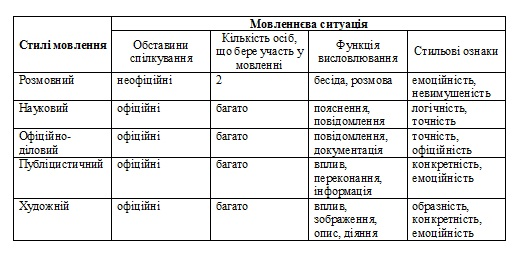 Стилі мовлення
Мовленнєва ситуація
Обставини спілкування
Кількість осіб, що бере участь у мовленні
Функція висловлювання
Стильові ознаки
Розмовний неофіційні 2 бесіда, розмова емоційність, невимушеність
Науковий офіційні багато пояснення, повідомлення логічність, точність
Офіційно-діловий офіційні багато повідомлення, документація точність, офіційність
Публіцистичний офіційні багато вплив, переконання, інформація конкретність, емоційність
Художній офіційні багато вплив, зображення, опис, діяння образність, конкретність, емоційність